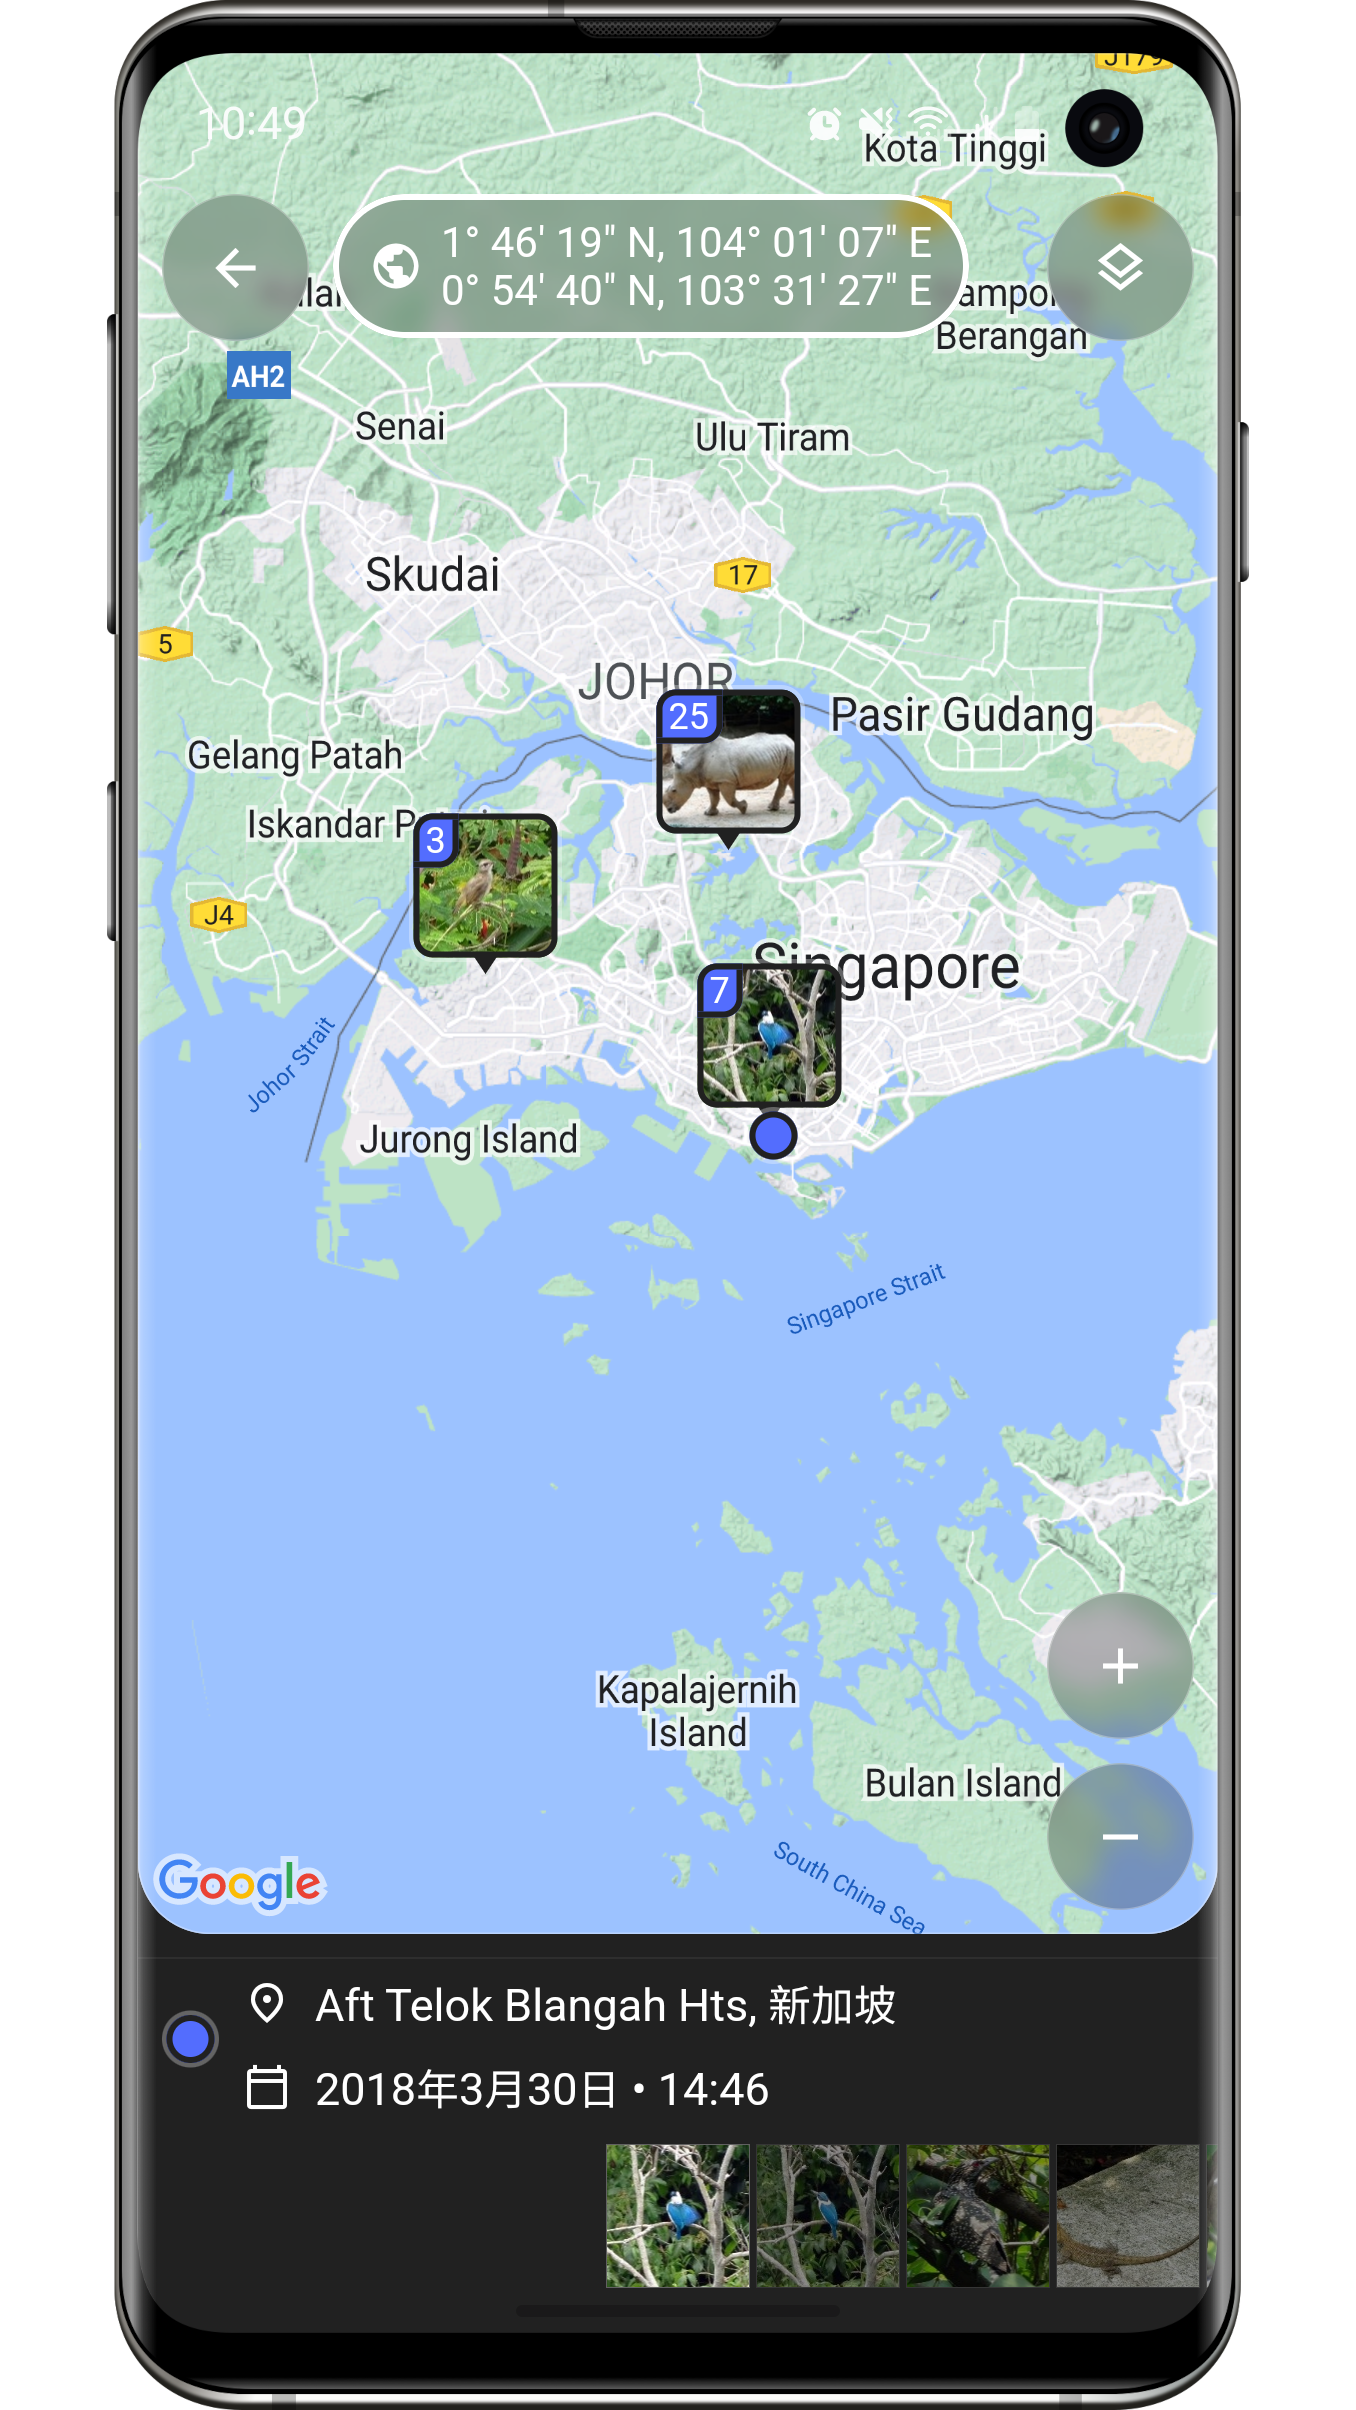 J179
10:49
Kota Tinggi
1° 46' 19" N, 104° 01' 07" E
0° 54' 40" N, 103° 31' 27" E
Berangan
AH2
Senai
Ulu Tiram
Skudai
17
5
JOHOR
25
Pasir Gudang
Gelang Patah
Iskandar
3
J4
Singapore
7
Johor Strait
Jurong Island
Singapore Strait
Kapalajernih
Island
Bulan Island
South China Sea
Google
Aft Telok Blangah Hts, 新加坡
2018年3月30日 • 14:46